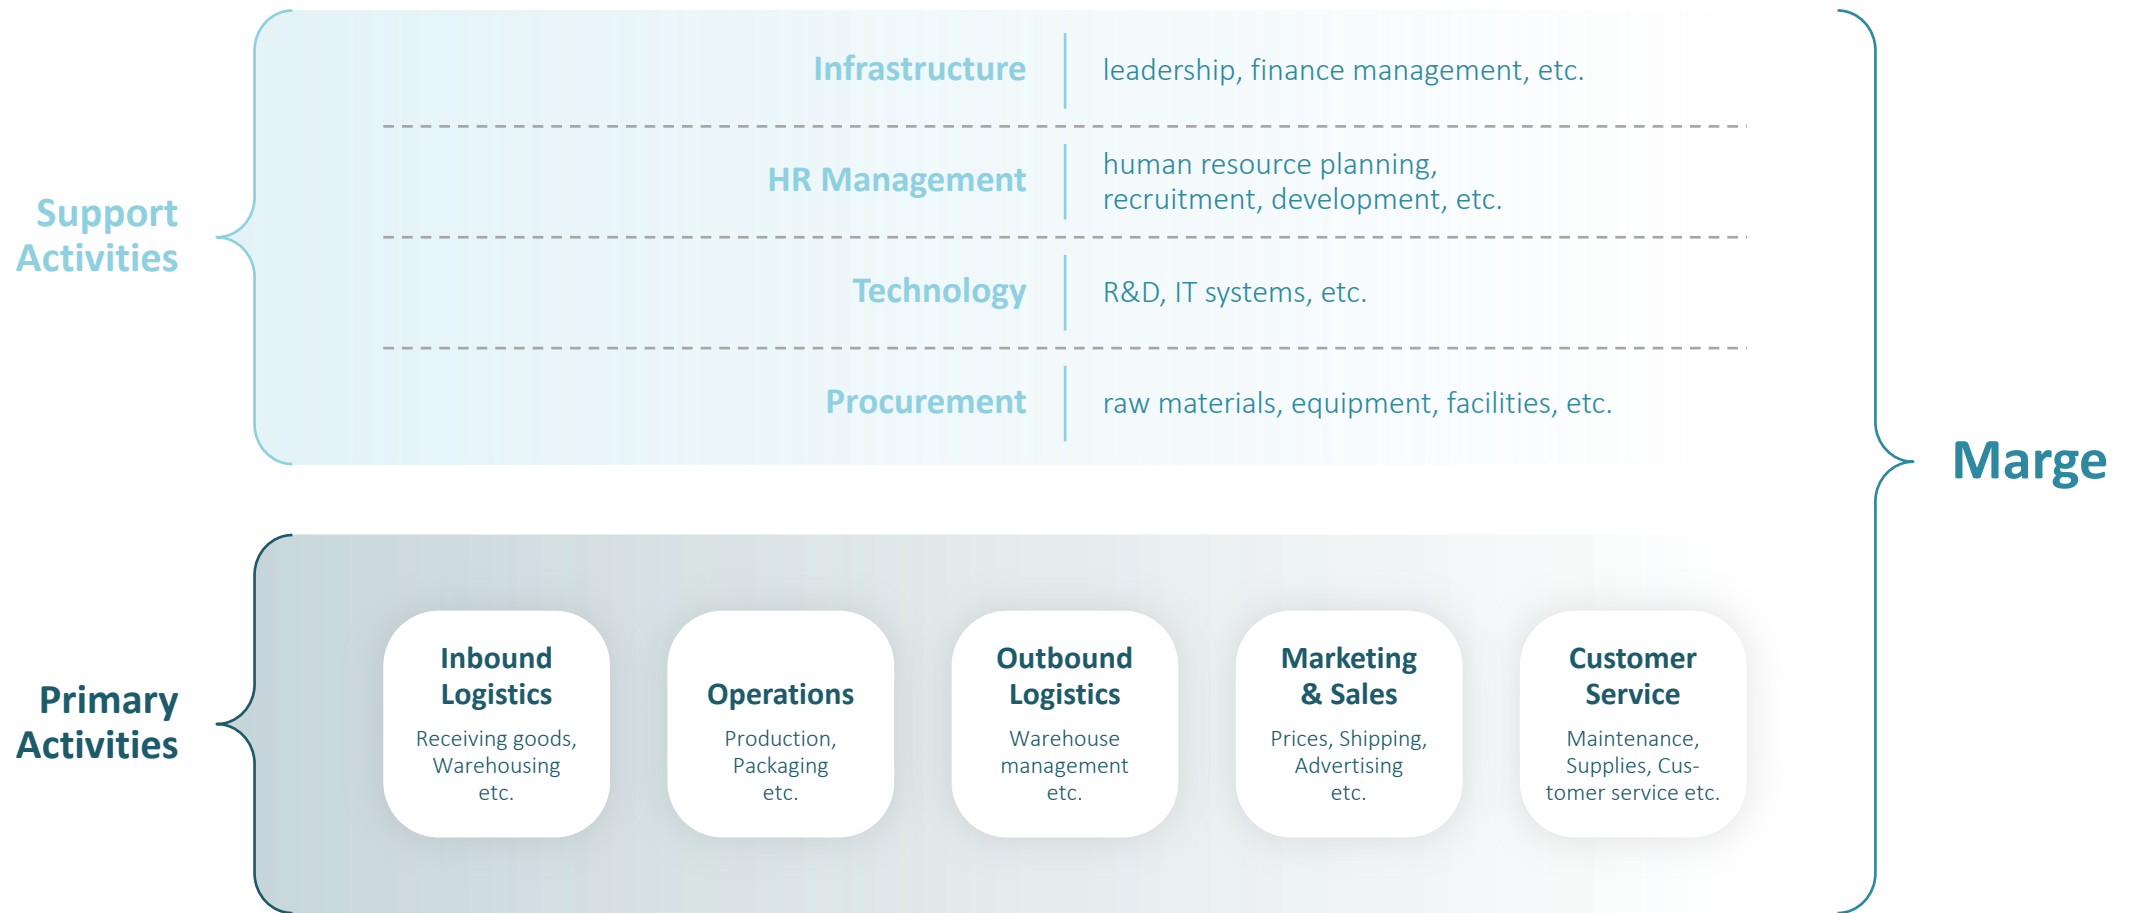 Support
Activities
Infrastructure
leadership, finance management, etc.
HR Management
human resource planning,
recruitment, development, etc.
Technology
R&D, IT systems, etc.
Procurement
raw materials, equipment, facilities, etc.
Marge
Primary
Activities
Inbound
Logistics
Receiving goods,
Warehousing
etc.
Operations
Production,
Packaging
etc.
Outbound
Logistics
Warehouse
management
etc.
Marketing
& Sales
Prices, Shipping,
Advertising
etc.
Customer
Service
Maintenance,
Supplies, Cus-
tomer service etc.